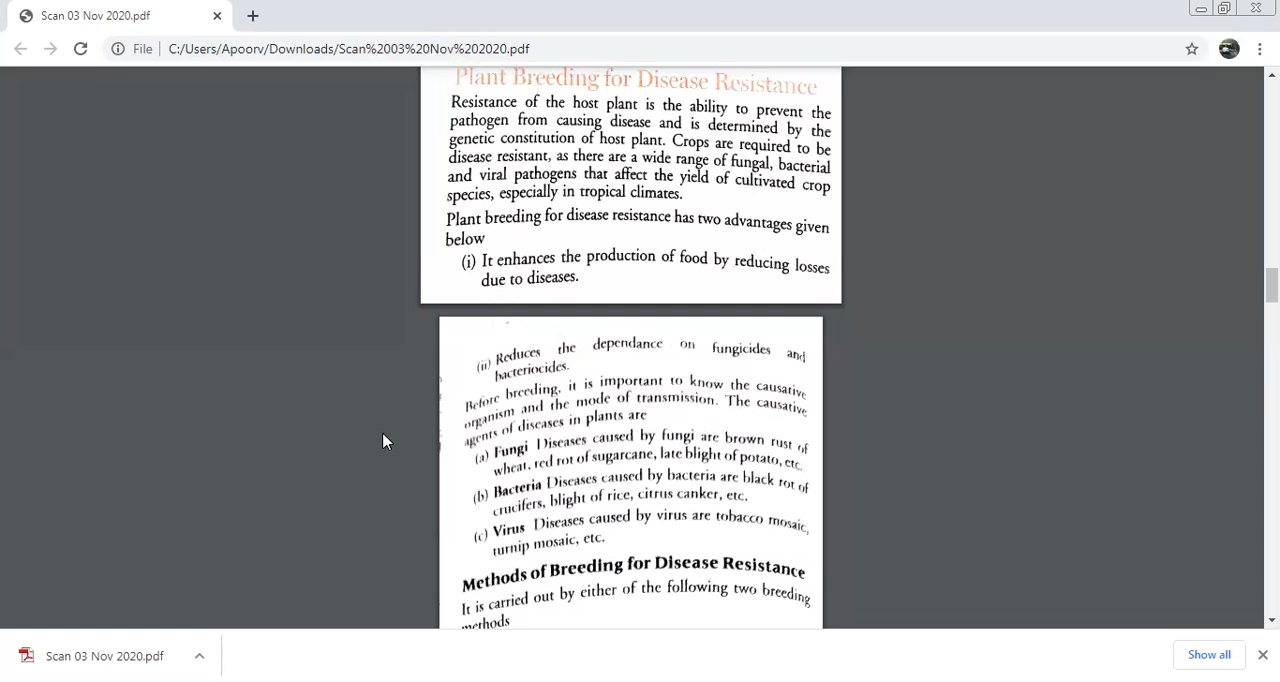 Scan 03 Nov 2020.pdf
File
C:/Users/Apoorv/Downloads/Scan%2003%20Nov%202020.pdf
Plant Breeding for Disease Resistance
Resistance of the host plant is the ability to prevent the
pathogen from causing disease and is determined by the
genetic constitution of host plant. Crops are required to be
disease resistant, as there are a wide range of fungal, bacterial
and viral pathogens that affect the yield of cultivated crop
species, especially in tropical climates.
Plant breeding for disease resistance has two advantages given
below
(i) It enhances the production of food by reducing losses
due to diseases.
(ii) Reduces the dependance on fungicides and
bacteriocides.
Before breeding, it is important to know the causative
organism and the mode of transmission. The causative
agents of diseases in plants are
(a) Fungi Diseases caused by fungi are brown rust of
wheat, red rot of sugarcane, late blight of potato, etc.
(b) Bacteria Diseases caused by bacteria are black rot of
crucifers, blight of rice, citrus canker, etc.
(c) Virus Diseases caused by virus are tobacco mosaic,
turnip mosaic, etc.
Methods of Breeding for Disease Resistance
It is carried out by either of the following two breeding
methods
Scan 03 Nov 2020.pdf
Show all